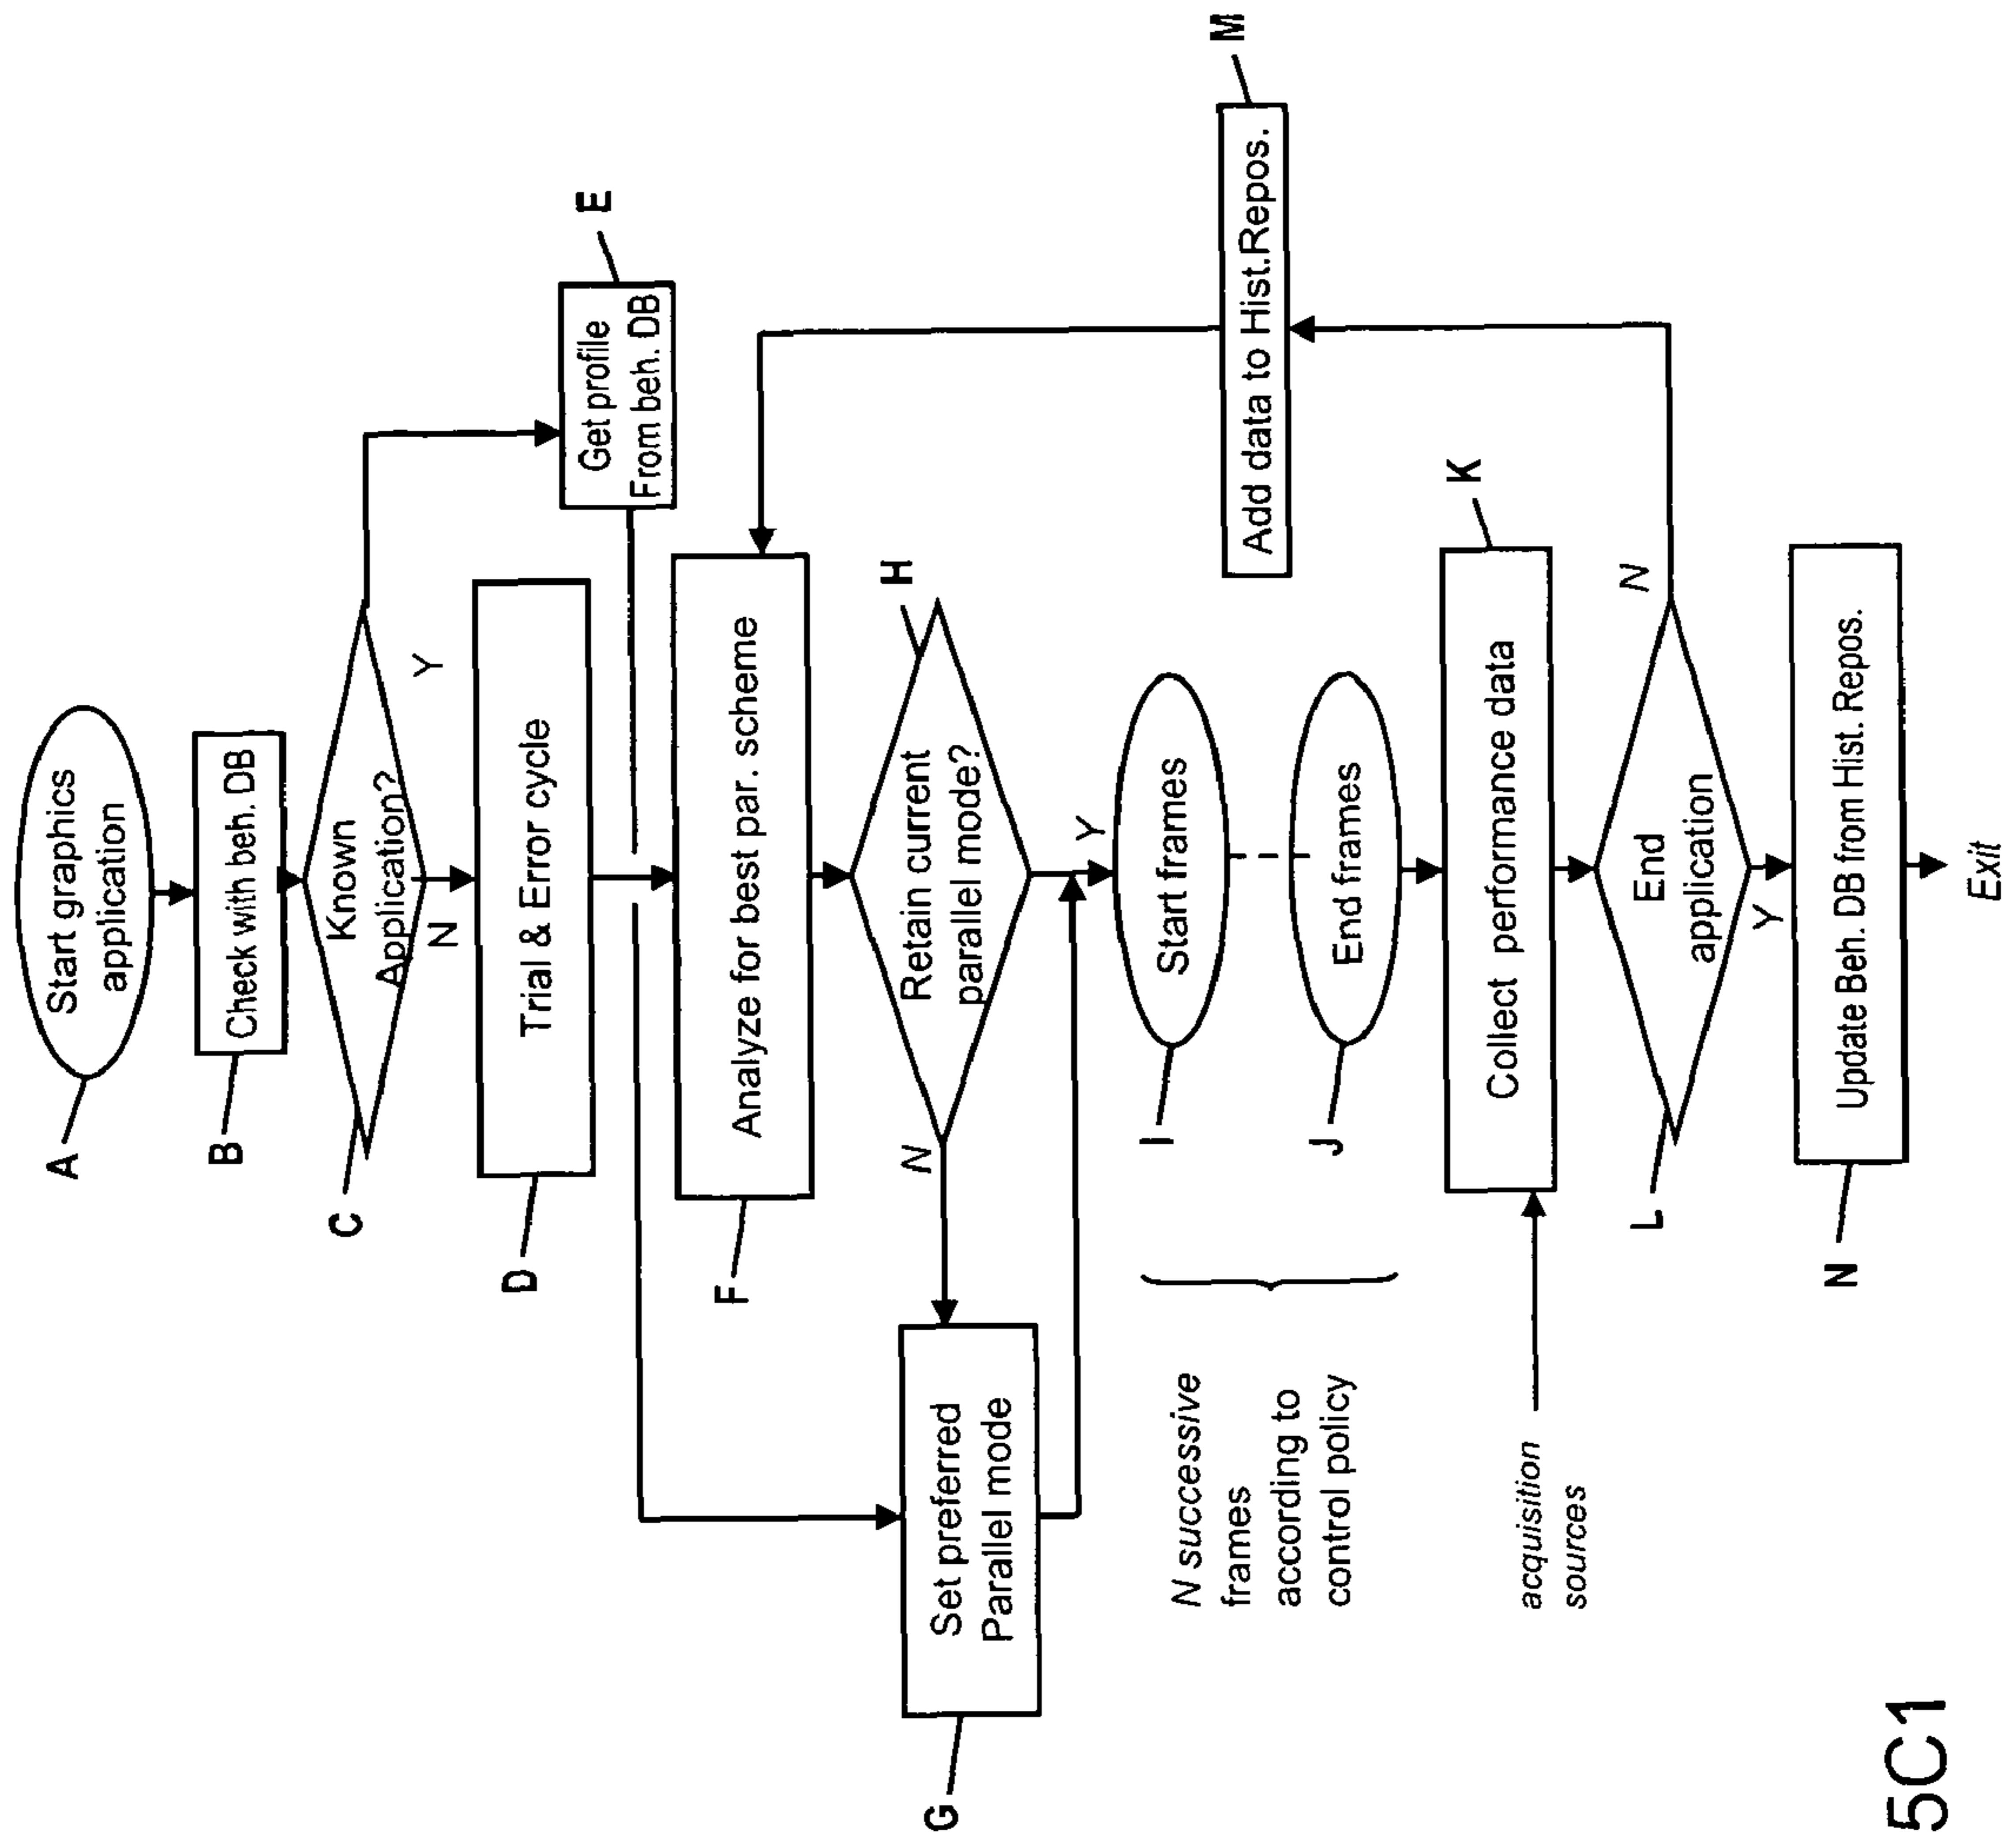 A
Start graphics
application
B
Check with beh. DB
C
Known
Application?
Y
N
E
Get profile
From beh. DB
D
Trial & Error cycle
F
Analyze for best par. scheme
H
Retain current
parallel mode?
N
Y
G
Set preferred
Parallel mode
I
Start frames
J
End frames
N successive
frames
according to
control policy
M
Add data to Hist.Repos.
K
Collect performance data
acquisition
sources
L
End
application
N
Y
N
Update Beh. DB from Hist. Repos.
Exit
5C1